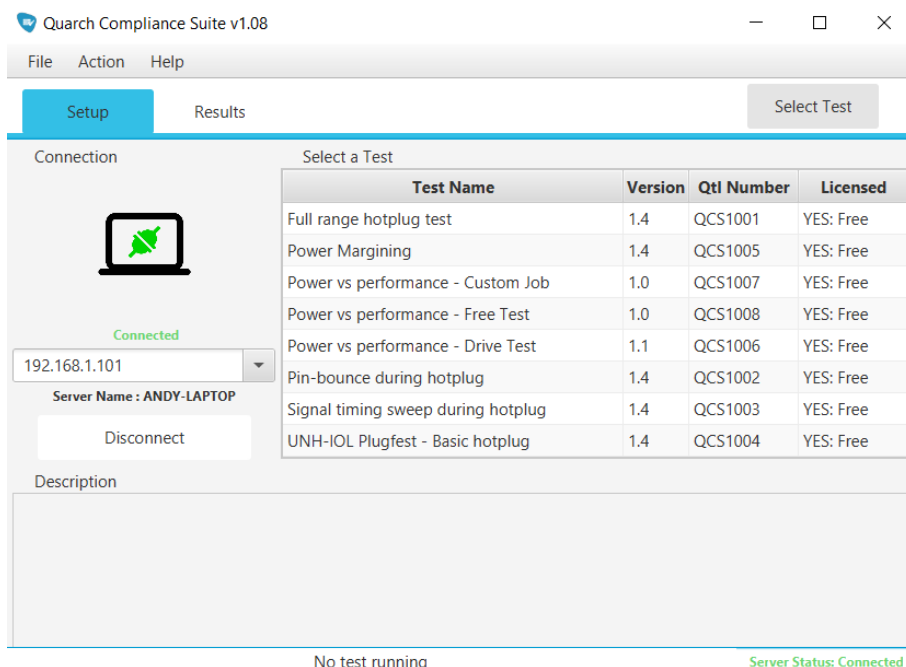 Quarch Compliance Suite v1.08
File Action Help
Setup Results Select Test
Connection
Connected
192.168.1.101
Server Name : ANDY-LAPTOP
Disconnect
Select a Test
Test Name Version Qtl Number Licensed
Full range hotplug test 1.4 QCS1001 YES: Free
Power Margining 1.4 QCS1005 YES: Free
Power vs performance - Custom Job 1.0 QCS1007 YES: Free
Power vs performance - Free Test 1.0 QCS1008 YES: Free
Power vs performance - Drive Test 1.1 QCS1006 YES: Free
Pin-bounce during hotplug 1.4 QCS1002 YES: Free
Signal timing sweep during hotplug 1.4 QCS1003 YES: Free
UNH-IOL Plugfest - Basic hotplug 1.4 QCS1004 YES: Free
Description
No test running Server Status: Connected